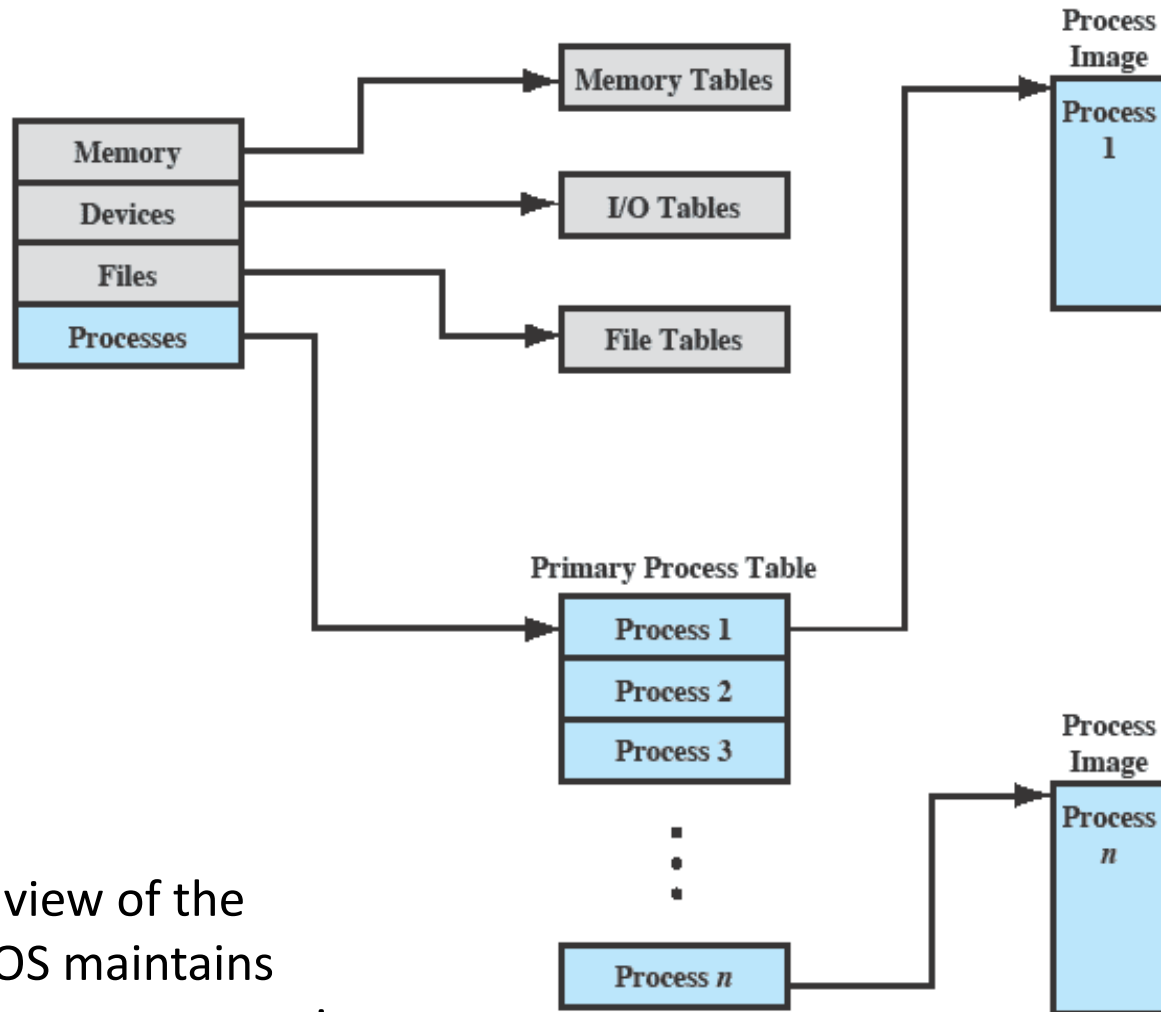 Process
Image
Process
1
Memory Tables
Memory
Devices
Files
Processes
I/O Tables
File Tables
Primary Process Table
Process 1
Process 2
Process 3
Process n
Process
Image
Process
n
view of the
OS maintains